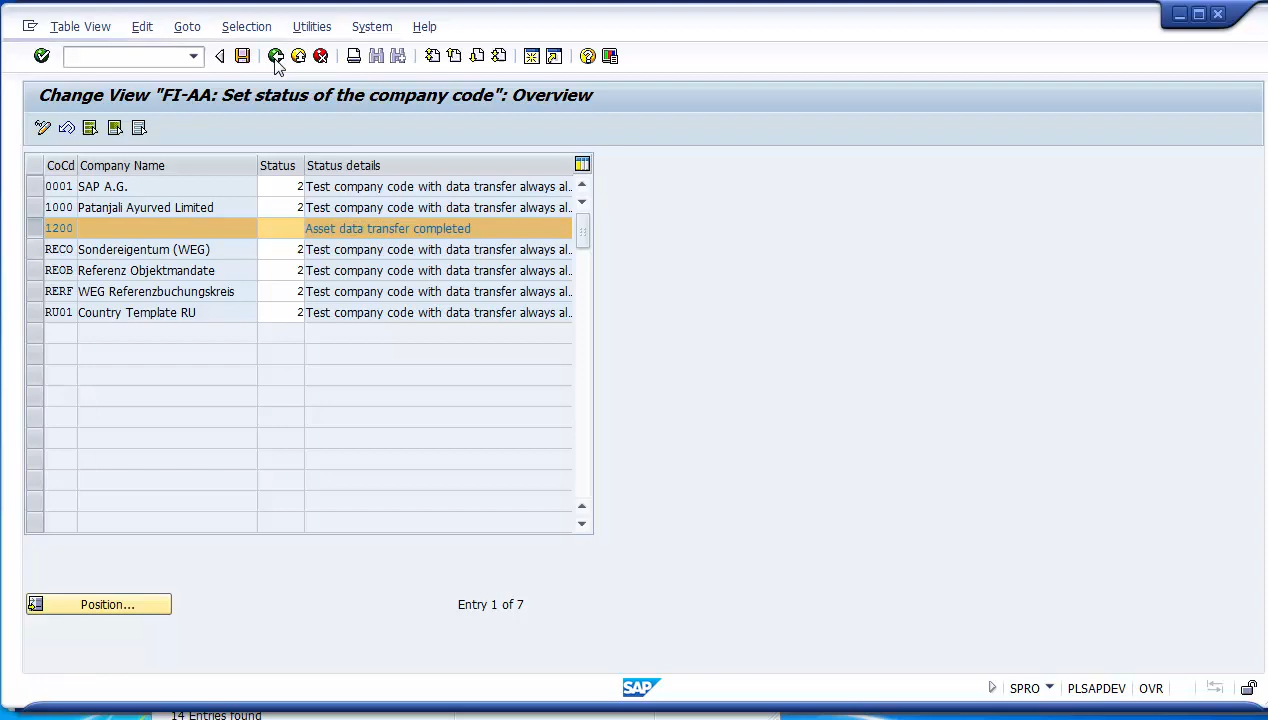 Table View Edit Goto Selection Utilities System Help
Change View "FI-AA: Set status of the company code": Overview
CoCd Company Name Status Status details
0001 SAP A.G. 2 Test company code with data transfer always al..
1000 Patanjali Ayurved Limited 2 Test company code with data transfer always al..
1200 Asset data transfer completed
RECO Sondereigentum (WEG) 2 Test company code with data transfer always al..
REOB Referenz Objektmandate 2 Test company code with data transfer always al..
RERF WEG Referenzbuchungskreis 2 Test company code with data transfer always al..
RU01 Country Template RU 2 Test company code with data transfer always al..
Position... Entry 1 of 7
SAP SPRO PLSAPDEV OVR
14 Entries found